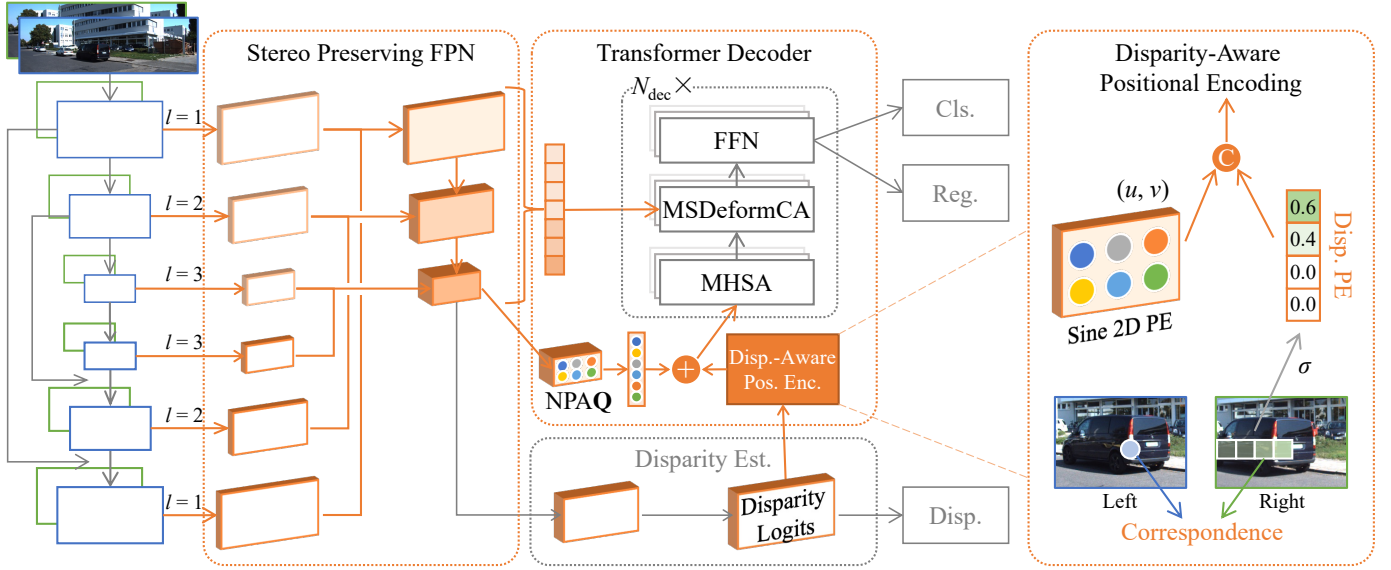 Stereo Preserving FPN
l = 1
l = 2
l = 3
l = 3
l = 2
l = 1
Transformer Decoder
N_dec ×
FFN
MSDeformCA
MHSA
NPAQ
+
Disp.-Aware
Pos. Enc.
Cls.
Reg.
Disparity Est.
Disparity
Logits
Disp.
Disparity-Aware
Positional Encoding
C
(u, v)
Sine 2D PE
0.6
0.4
0.0
0.0
Disp. PE
σ
Left
Right
Correspondence